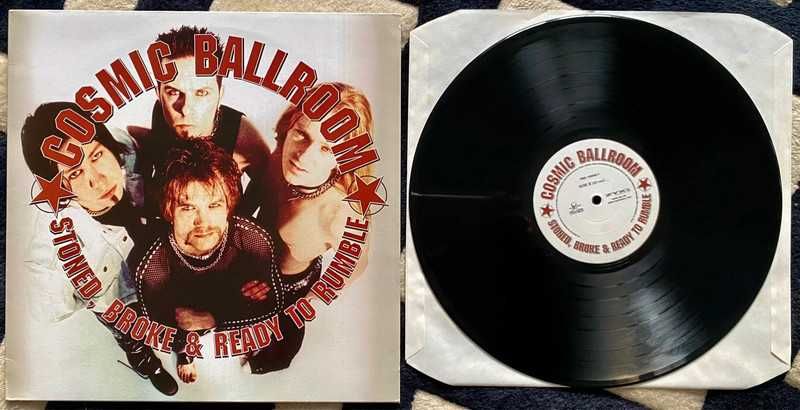 COSMIC BALLROOM
STONED, BROKE & READY TO RUMBLE
COSMIC BALLROOM
STONED, BROKE & READY TO RUMBLE